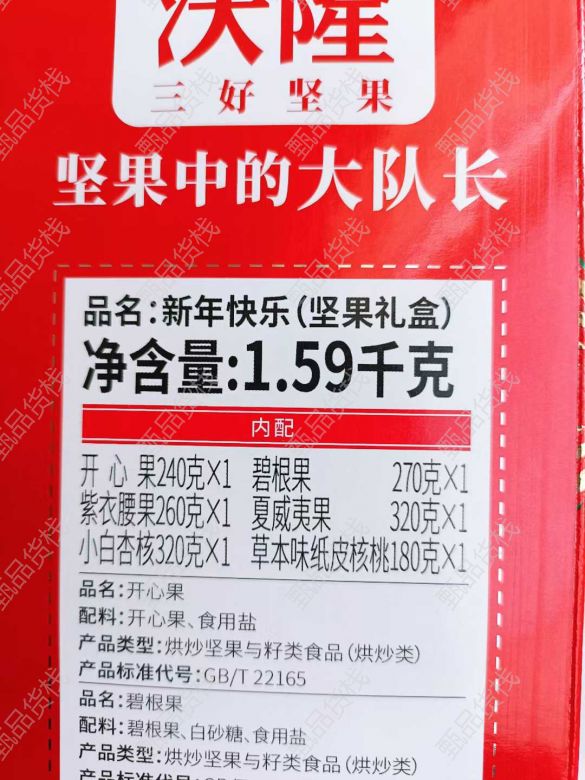 沃隆
三好坚果
坚果中的大队长
品名:新年快乐(坚果礼盒)
净含量:1.59千克
内配
开心果240克×1 碧根果 270克×1
紫衣腰果260克×1 夏威夷果 320克×1
小白杏核320克×1 草本味纸皮核桃180克×1
品名:开心果
配料:开心果、食用盐
产品类型:烘炒坚果与籽类食品(烘炒类)
产品标准代号:GB/T 22165
品名:碧根果
配料:碧根果、白砂糖、食用盐
产品类型:烘炒坚果与籽类食品(烘炒类)
甄品货栈